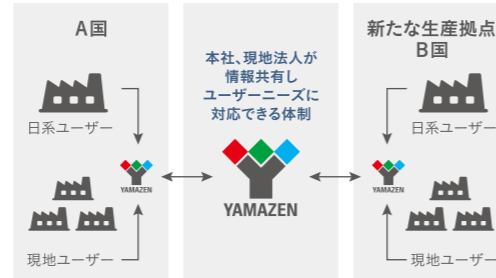 A国
日系ユーザー
YAMAZEN
現地ユーザー
本社、現地法人が
情報共有し
ユーザーニーズに
対応できる体制
YAMAZEN
新たな生産拠点
B国
日系ユーザー
YAMAZEN
現地ユーザー